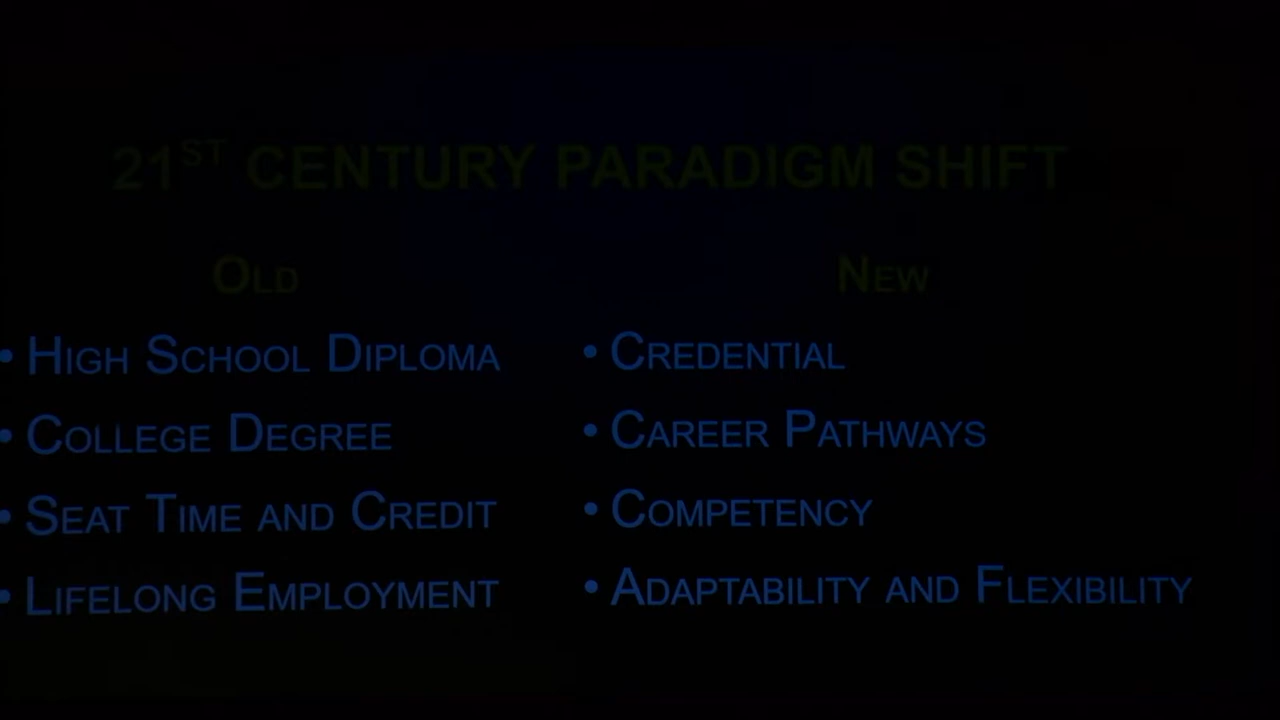 21ST CENTURY PARADIGM SHIFT
OLD
NEW
• HIGH SCHOOL DIPLOMA
• COLLEGE DEGREE
• SEAT TIME AND CREDIT
• LIFELONG EMPLOYMENT
• CREDENTIAL
• CAREER PATHWAYS
• COMPETENCY
• ADAPTABILITY AND FLEXIBILITY